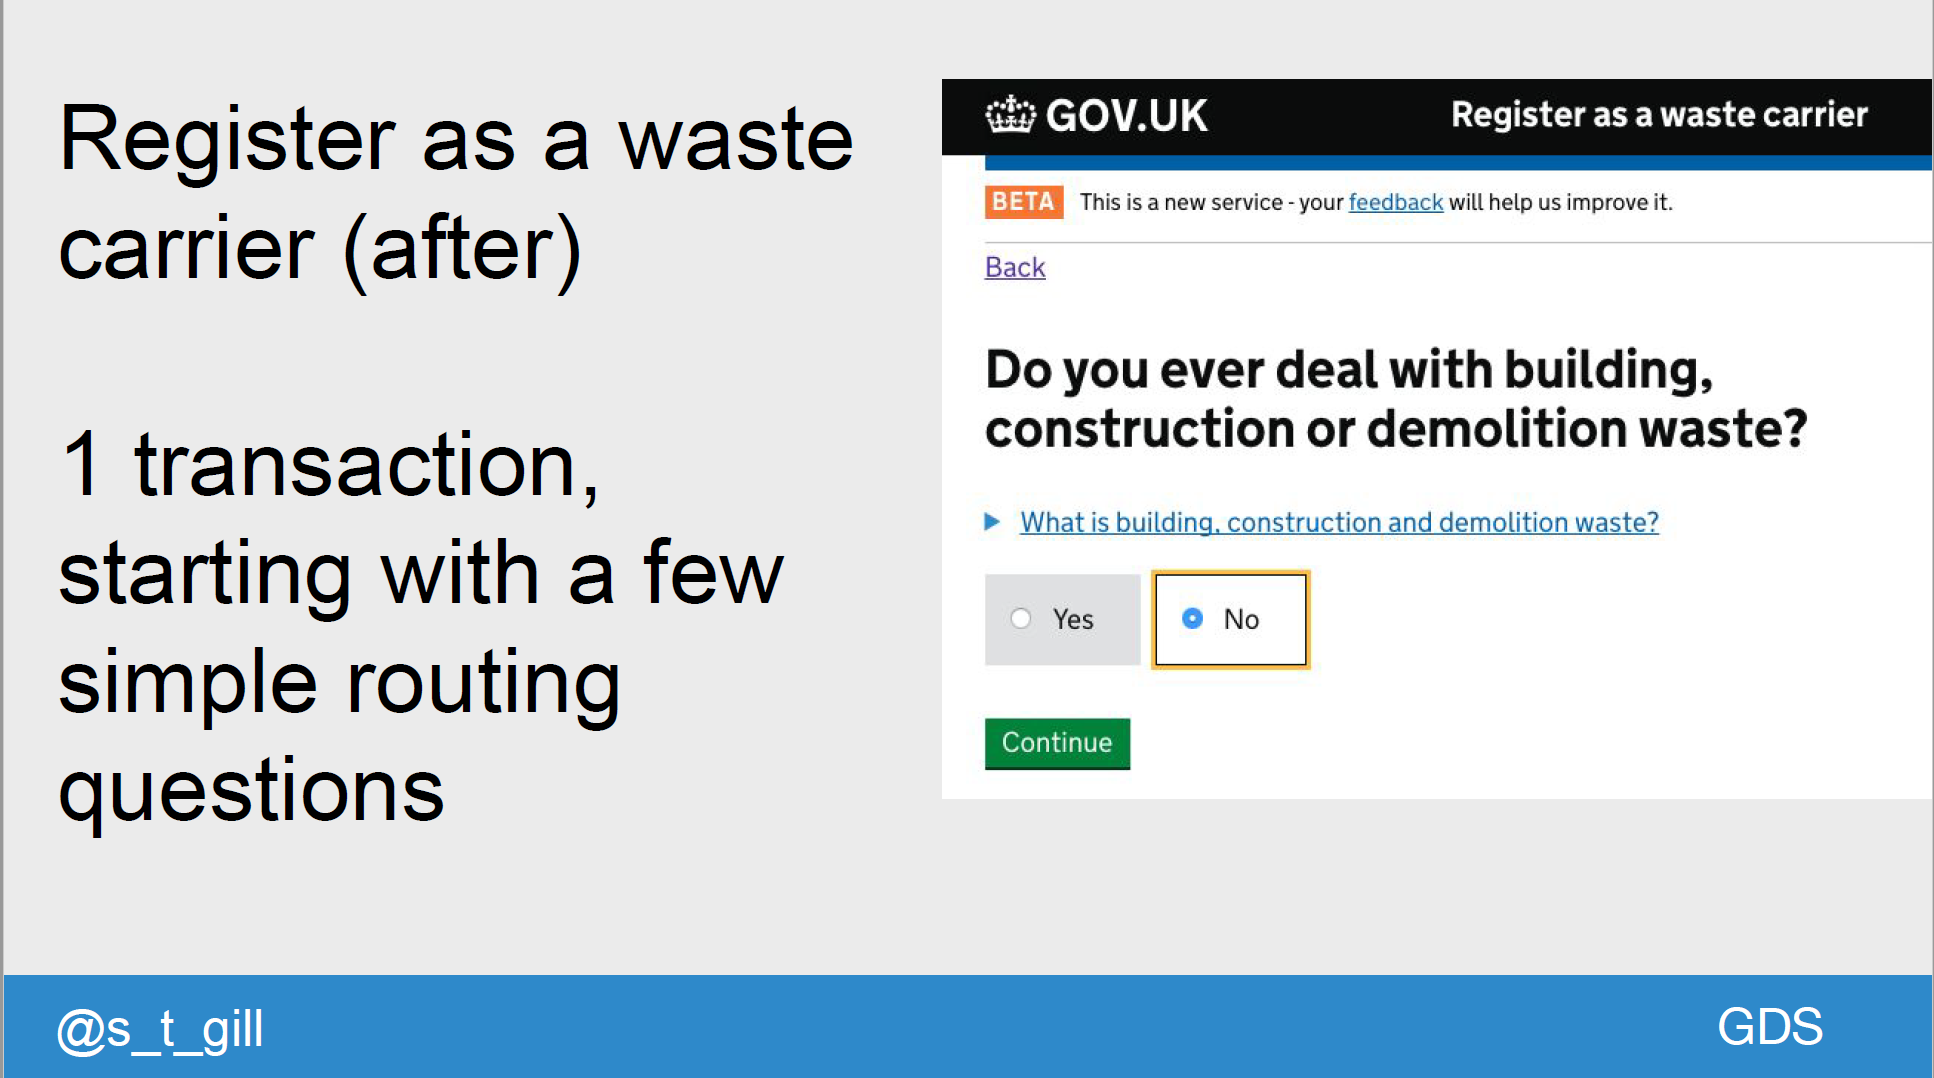 Register as a waste
carrier (after)
1 transaction,
starting with a few
simple routing
questions
GOV.UK
Register as a waste carrier
BETA This is a new service - your feedback will help us improve it.
Back
Do you ever deal with building,
construction or demolition waste?
What is building, construction and demolition waste?
Yes No
Continue
@s_t_gill
GDS